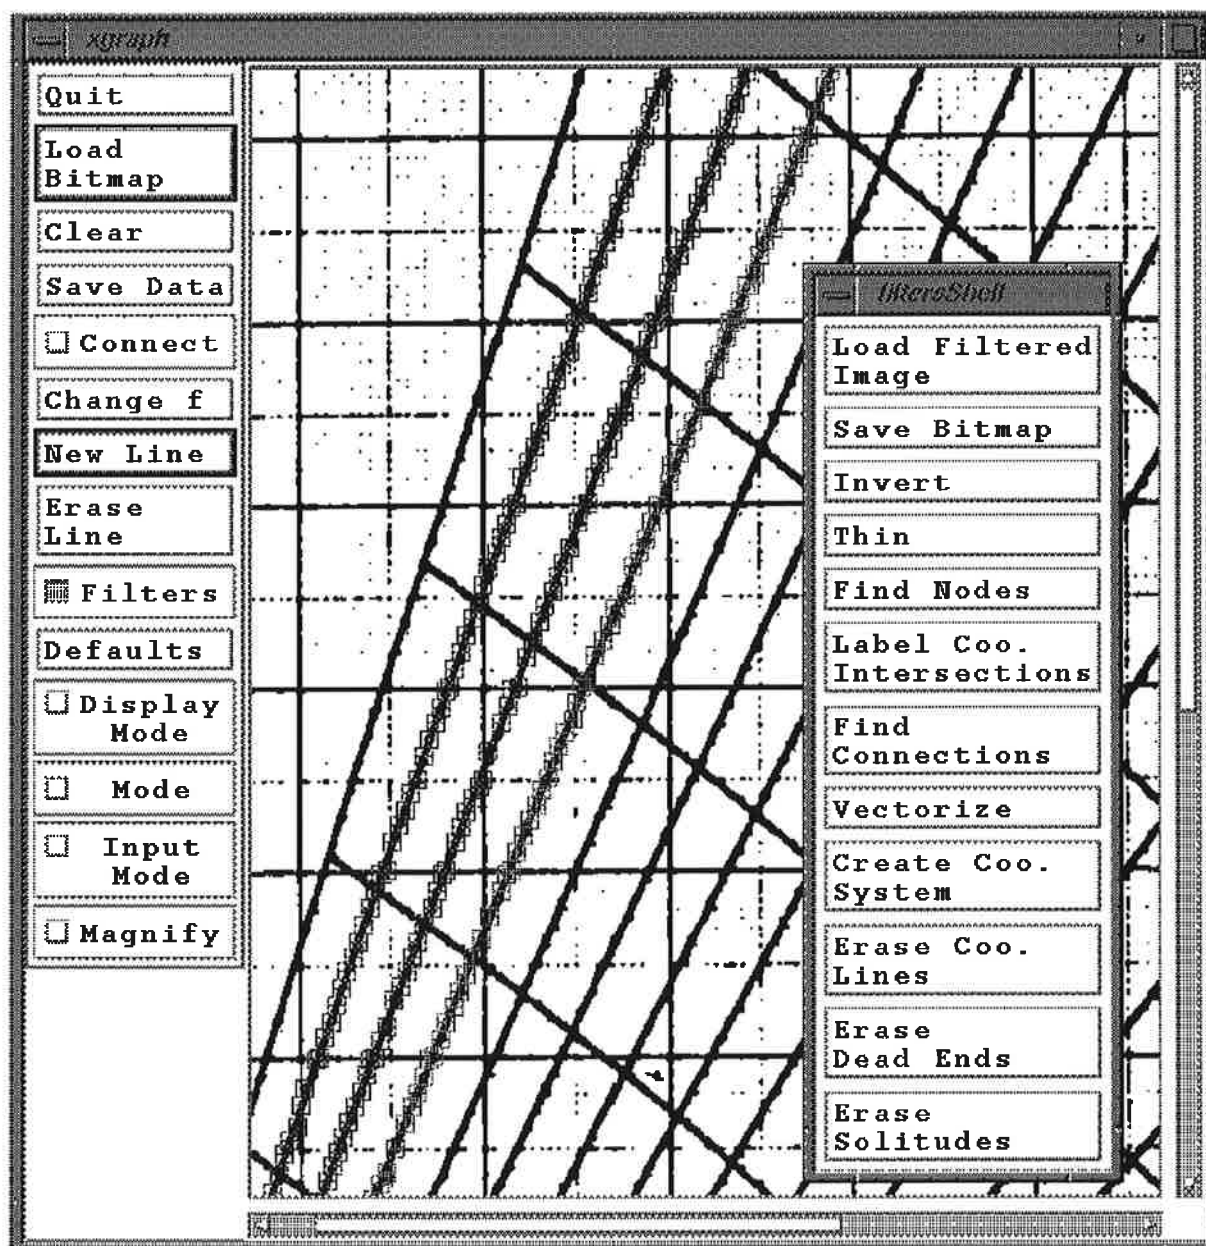 xgraph
Quit
Load
Bitmap
Clear
Save Data
Connect
Change f
New Line
Erase
Line
Filters
Defaults
Display
Mode
Mode
Input
Mode
Magnify
filtersShell
Load Filtered
Image
Save Bitmap
Invert
Thin
Find Nodes
Label Coo.
Intersections
Find
Connections
Vectorize
Create Coo.
System
Erase Coo.
Lines
Erase
Dead Ends
Erase
Solitudes